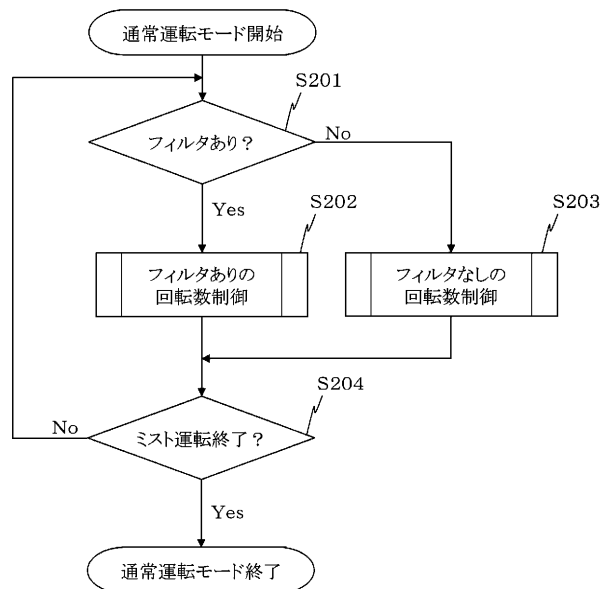 通常運転モード開始
S201
フィルタあり？
No
Yes
S202
S203
フィルタありの
回転数制御
フィルタなしの
回転数制御
S204
No
ミスト運転終了？
Yes
通常運転モード終了